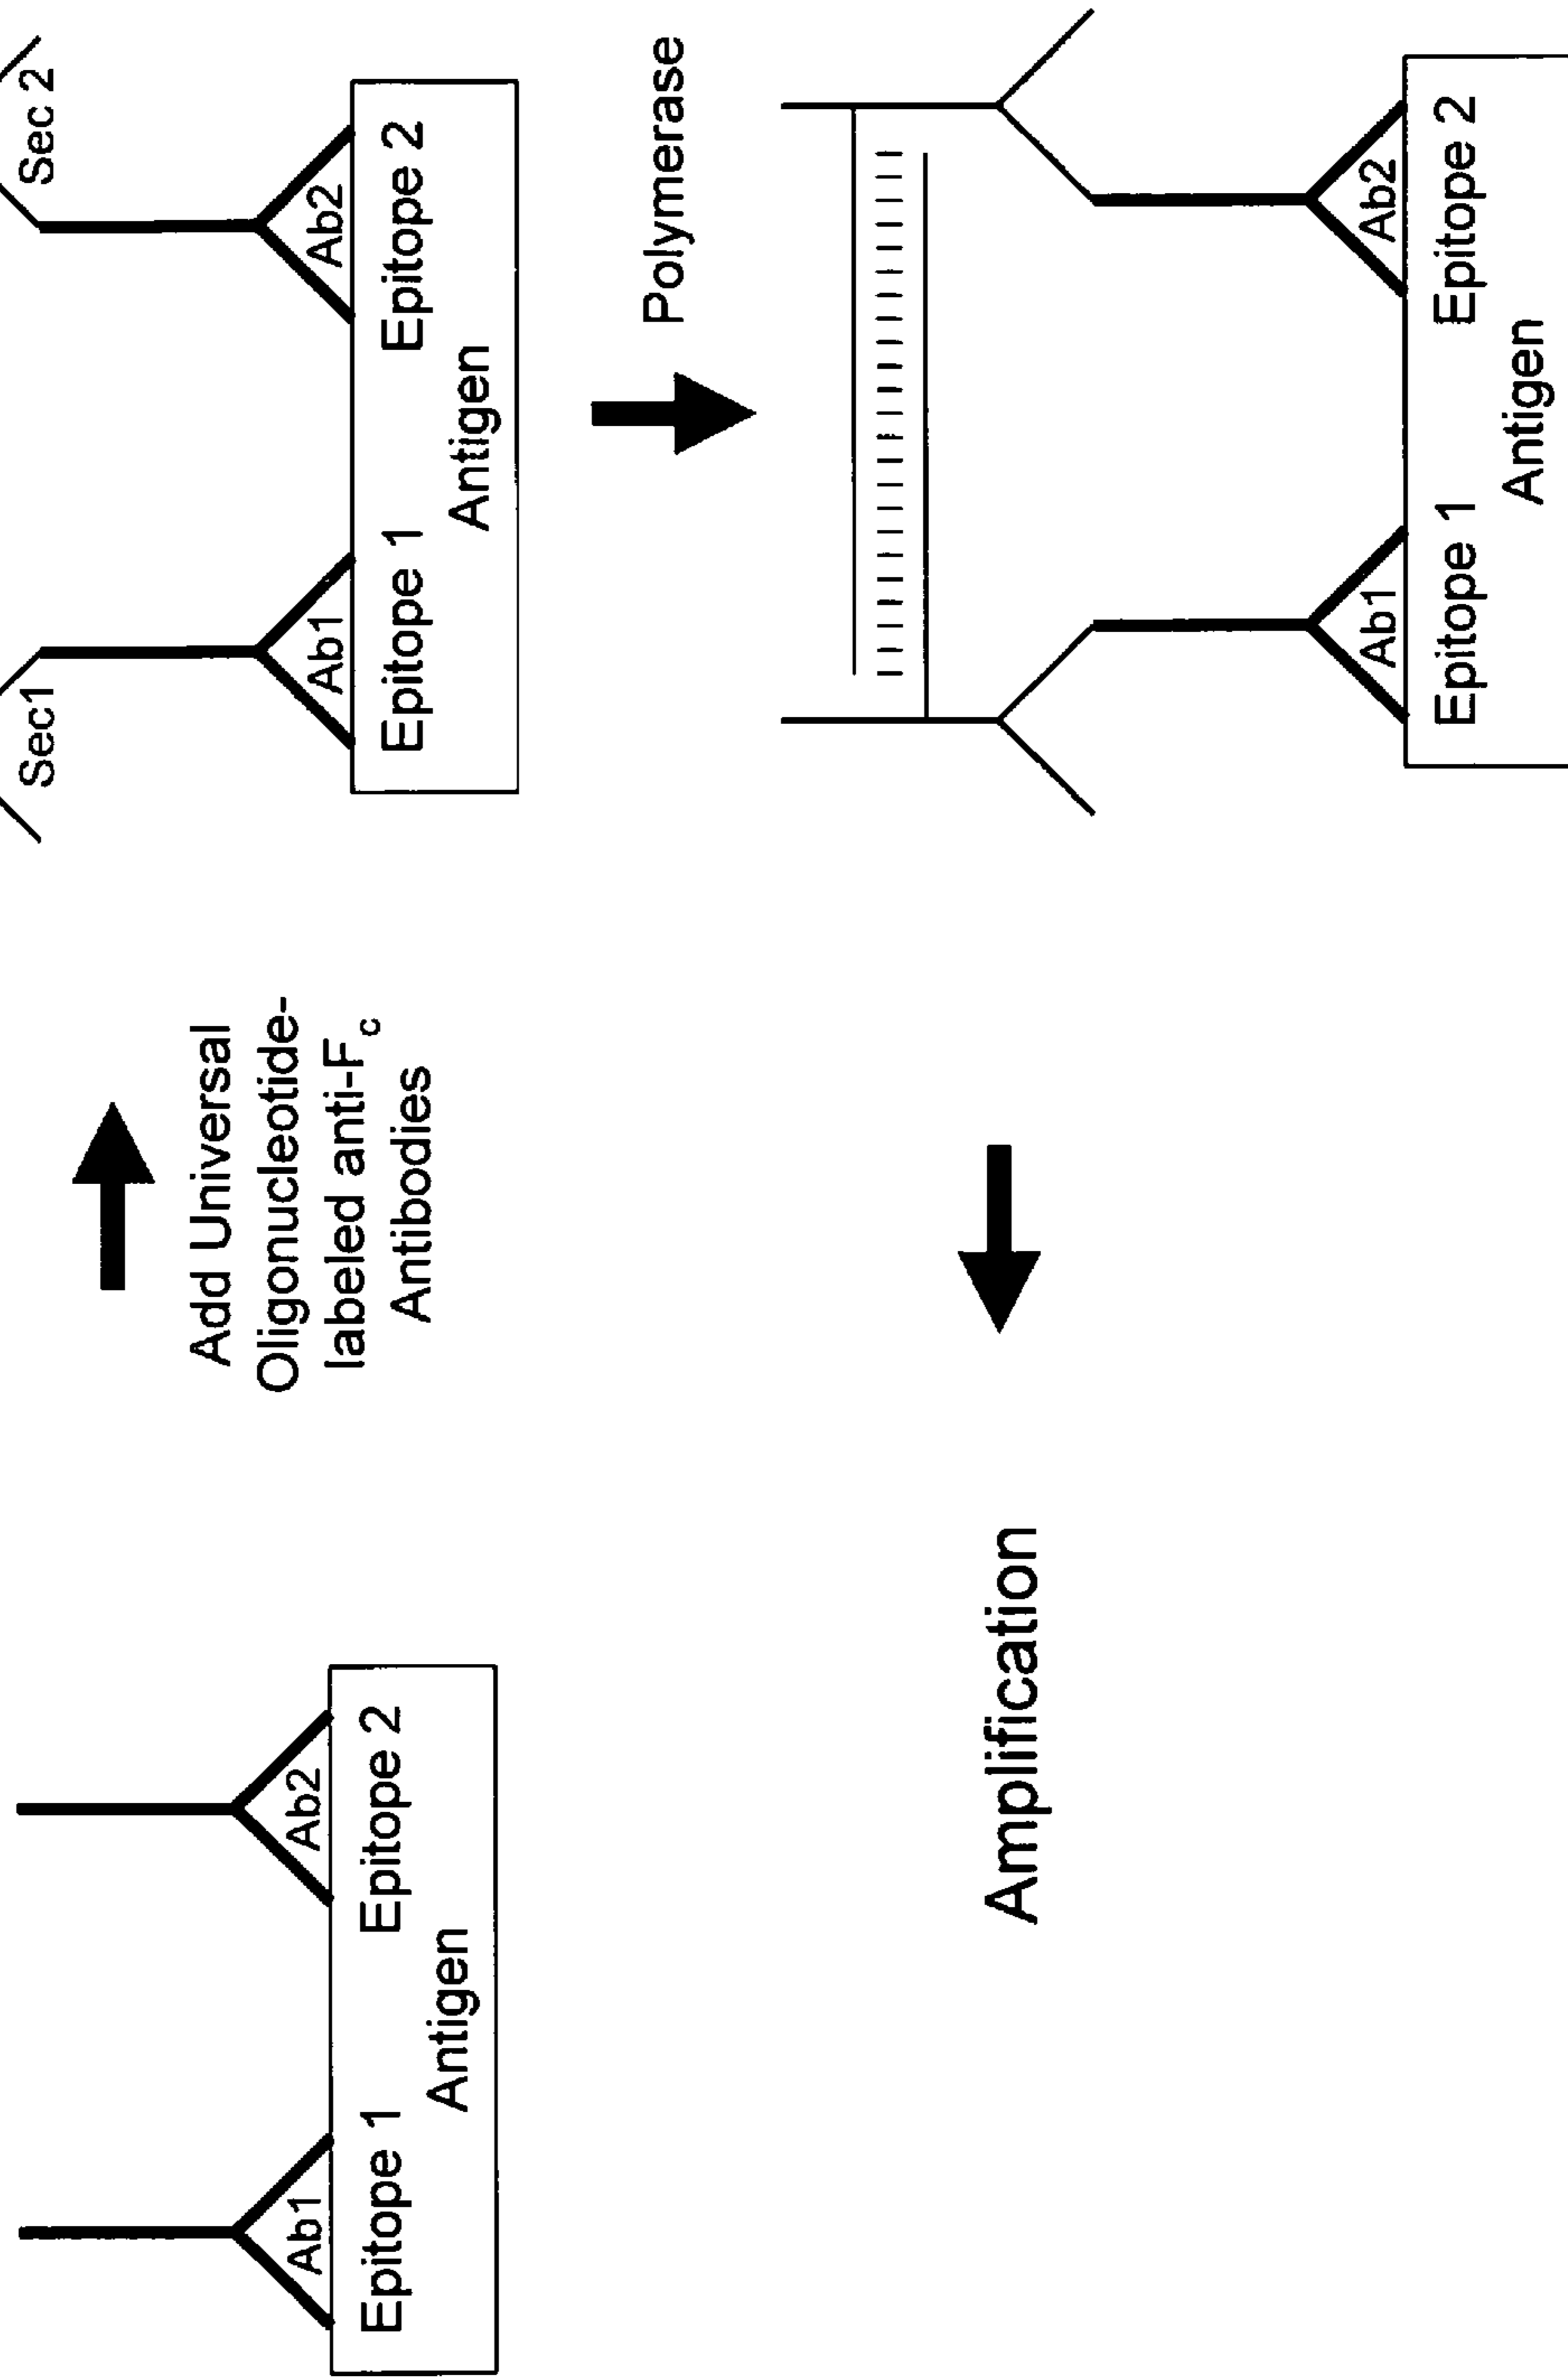 Ab1
Ab2
Epitope 1
Epitope 2
Antigen
Add Universal
Oligonucleotide-
labeled anti-Fc
Antibodies
Sec1
Sec 2
Ab1
Ab2
Epitope 1
Epitope 2
Antigen
Polymerase
Ab1
Ab2
Epitope 1
Epitope 2
Antigen
Amplification